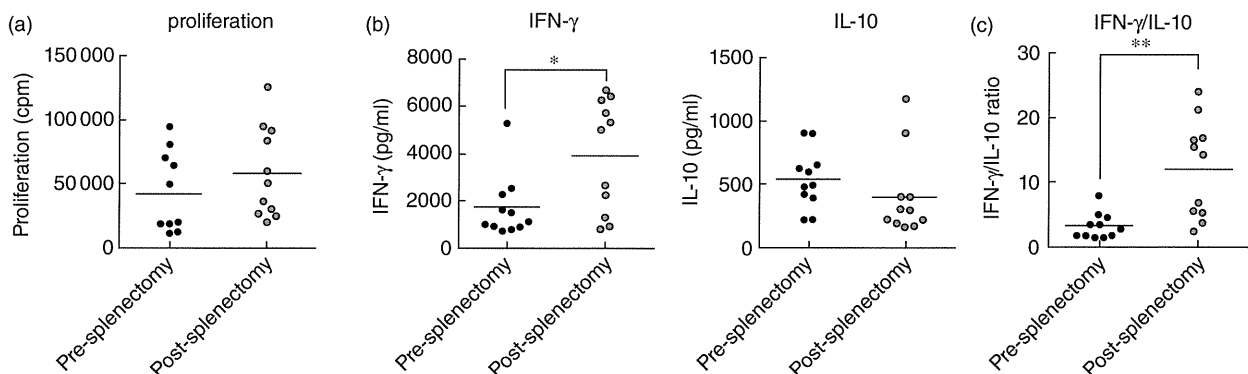 (a)
proliferation
Proliferation (cpm)
150 000
100 000
50 000
0
Pre-splenectomy
Post-splenectomy
(b)
IFN-γ
*
IFN-γ (pg/ml)
8000
6000
4000
2000
0
Pre-splenectomy
Post-splenectomy
IL-10
IL-10 (pg/ml)
1500
1000
500
0
Pre-splenectomy
Post-splenectomy
(c)
IFN-γ/IL-10
**
IFN-γ/IL-10 ratio
30
20
10
0
Pre-splenectomy
Post-splenectomy